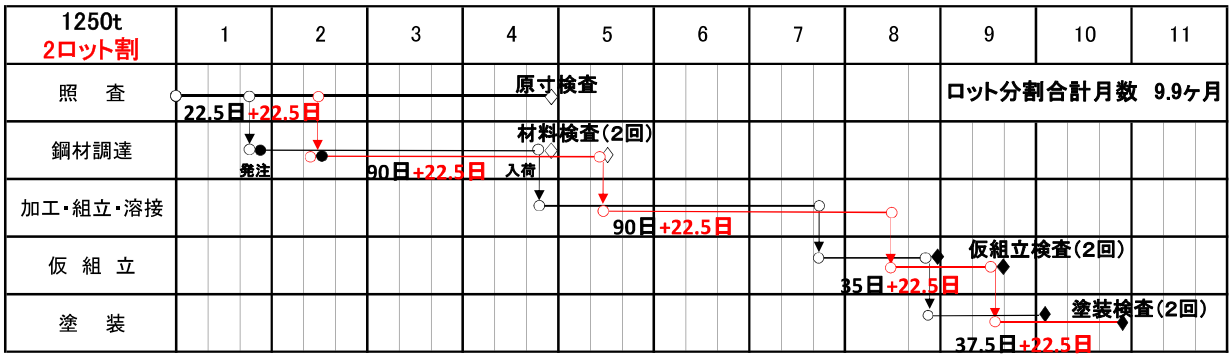 1250t
2ロット割
1 2 3 4 5 6 7 8 9 10 11
照 査
原寸検査
ロット分割合計月数 9.9ヶ月
22.5日+22.5日
鋼材調達
材料検査(2回)
発注
90日+22.5日
入荷
加工・組立・溶接
90日+22.5日
仮 組 立
仮組立検査(2回)
35日+22.5日
塗 装
塗装検査(2回)
37.5日+22.5日